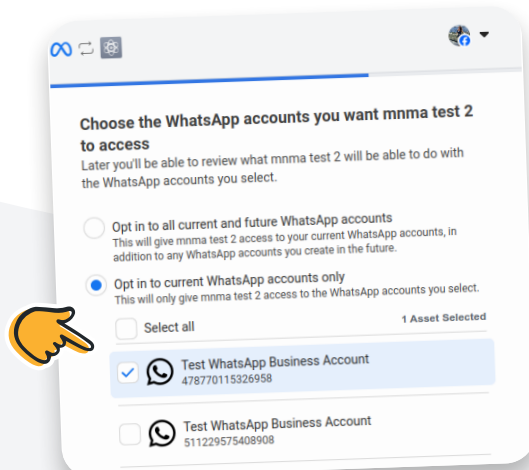 Choose the WhatsApp accounts you want mnma test 2
to access
Later you'll be able to review what mnma test 2 will be able to do with
the WhatsApp accounts you select.
Opt in to all current and future WhatsApp accounts
This will give mnma test 2 access to your current WhatsApp accounts, in
addition to any WhatsApp accounts you create in the future.
Opt in to current WhatsApp accounts only
This will only give mnma test 2 access to the WhatsApp accounts you select.
Select all
1 Asset Selected
Test WhatsApp Business Account
478770115326958
Test WhatsApp Business Account
511229575408908